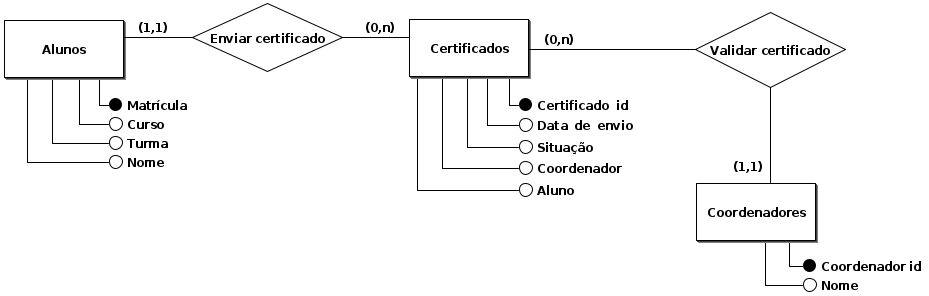 Alunos
(1,1)
Enviar certificado
(0,n)
Certificados
(0,n)
Validar certificado
Matrícula
Curso
Turma
Nome
Certificado id
Data de envio
Situação
Coordenador
Aluno
(1,1)
Coordenadores
Coordenador id
Nome